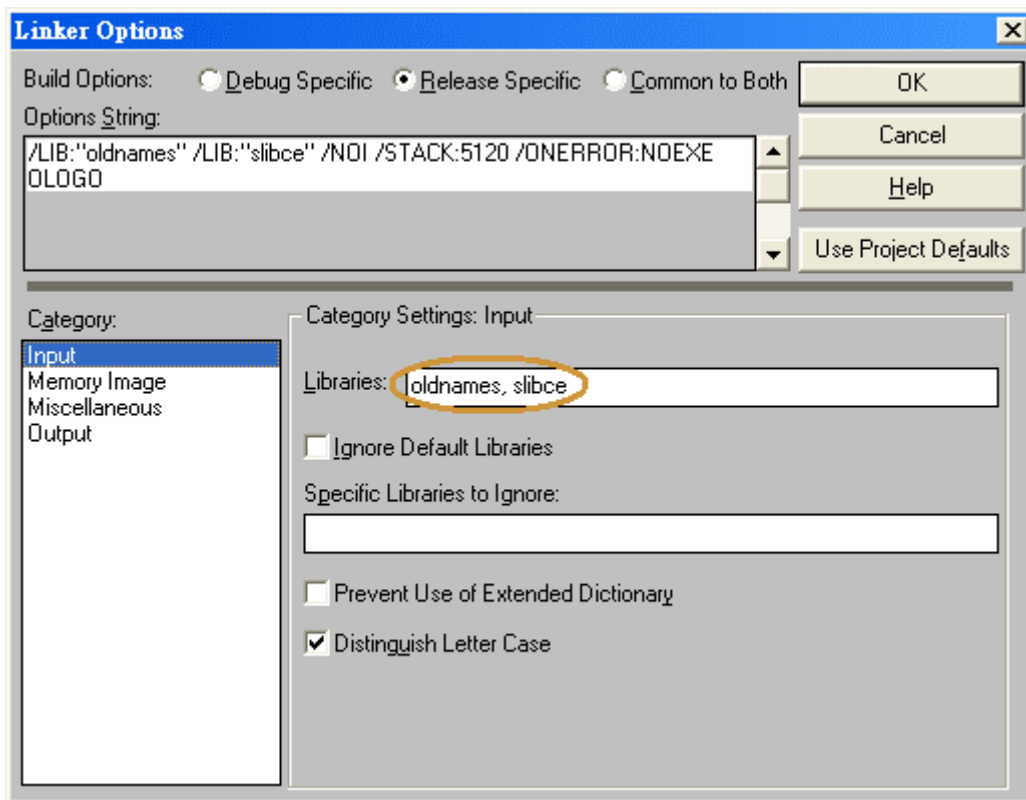 Linker Options
Build Options: Debug Specific Release Specific Common to Both
OK
Options String:
Cancel
/LIB:"oldnames" /LIB:"slibce" /NOI /STACK:5120 /ONERROR:NOEXE
OLOGO
Help
Use Project Defaults
Category:
Input
Memory Image
Miscellaneous
Output
Category Settings: Input
Libraries: oldnames, slibce
Ignore Default Libraries
Specific Libraries to Ignore:
Prevent Use of Extended Dictionary
Distinguish Letter Case